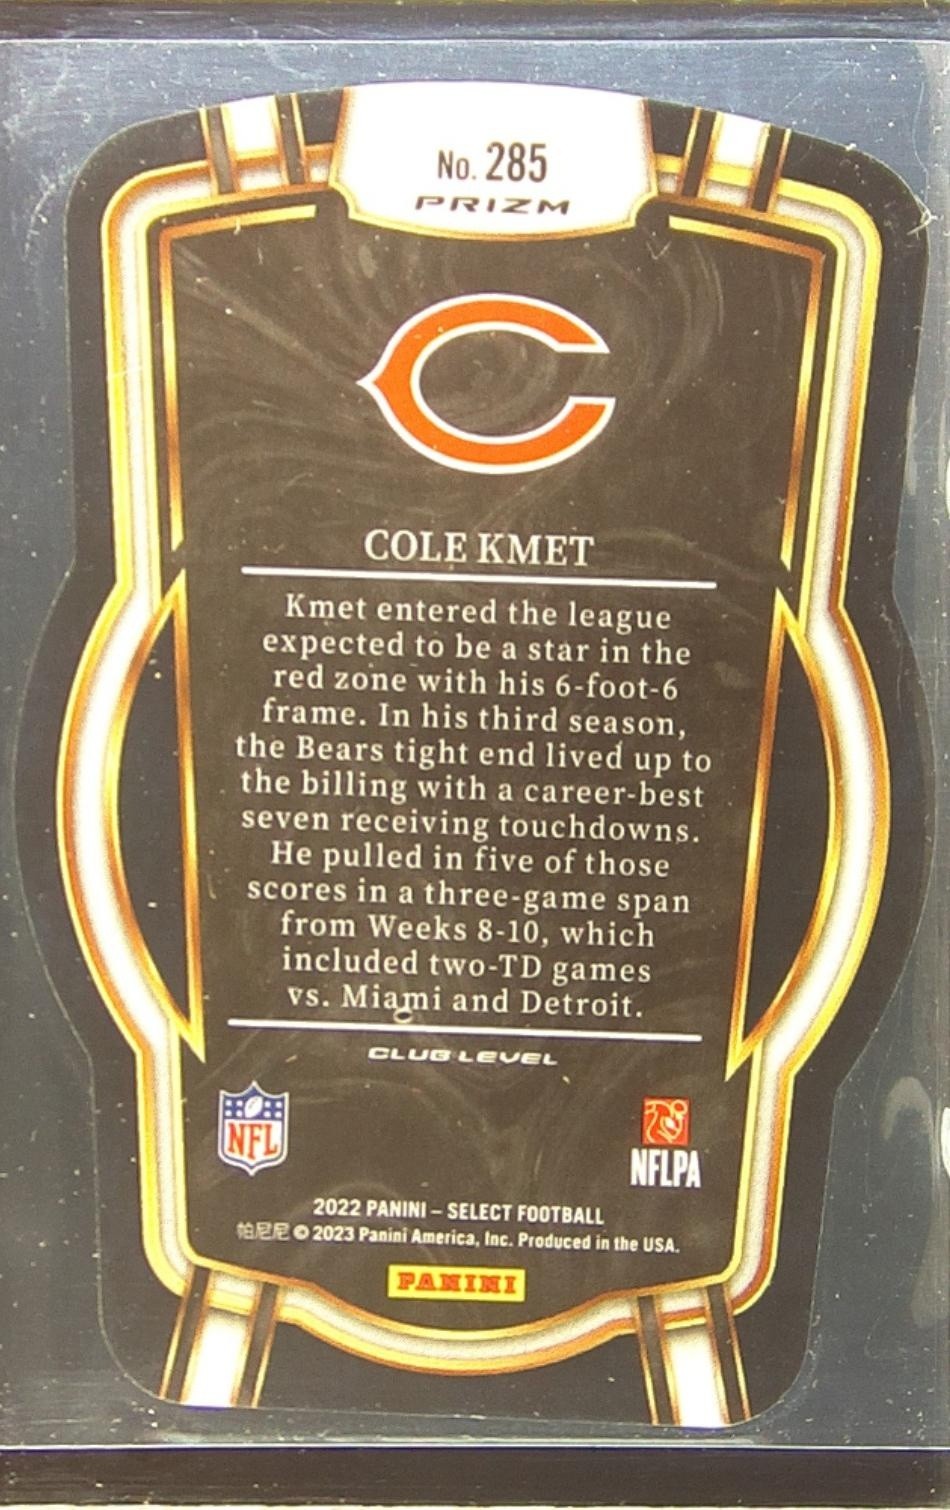 No. 285
PRIZM
COLE KMET
Kmet entered the league
expected to be a star in the
red zone with his 6-foot-6
frame. In his third season,
the Bears tight end lived up to
the billing with a career-best
seven receiving touchdowns.
He pulled in five of those
scores in a three-game span
from Weeks 8-10, which
included two-TD games
vs. Miami and Detroit.
CLUB LEVEL
NFL
NFLPA
2022 PANINI – SELECT FOOTBALL
帕尼尼 © 2023 Panini America, Inc. Produced in the USA.
PANINI